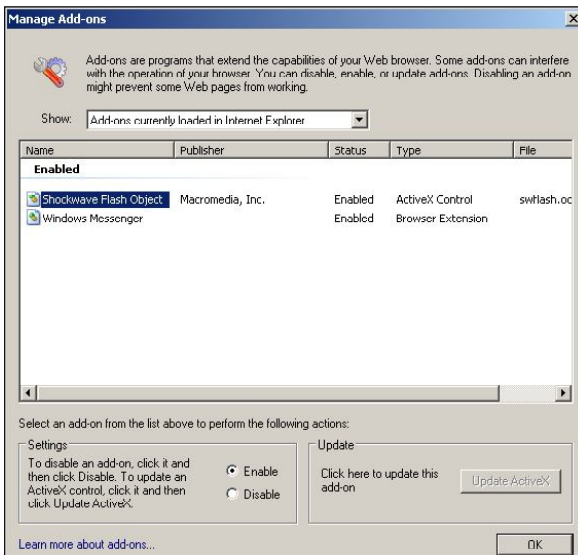 Manage Add-ons
Add-ons are programs that extend the capabilities of your Web browser. Some add-ons can interfere
with the operation of your browser. You can disable, enable, or update add-ons. Disabling an add-on
might prevent some Web pages from working.
Show: Add-ons currently loaded in Internet Explorer
Name Publisher Status Type File
Enabled
Shockwave Flash Object Macromedia, Inc. Enabled ActiveX Control swflash.oc
Windows Messenger Enabled Browser Extension
Select an add-on from the list above to perform the following actions:
Settings
To disable an add-on, click it and
then click Disable. To update an
ActiveX control, click it and then
click Update ActiveX.
Enable
Disable
Update
Click here to update this
add-on
Update ActiveX
Learn more about add-ons...
OK